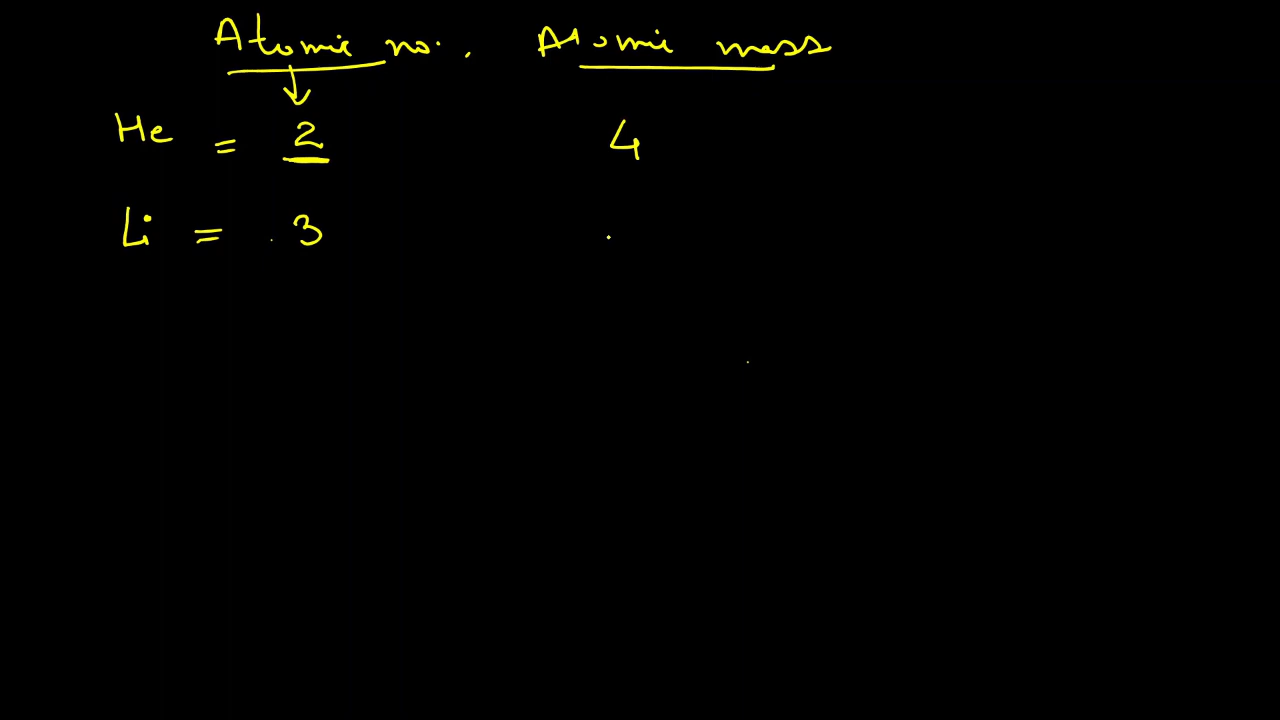 Atomic no. Atomic mass
He = 2 4
Li = 3